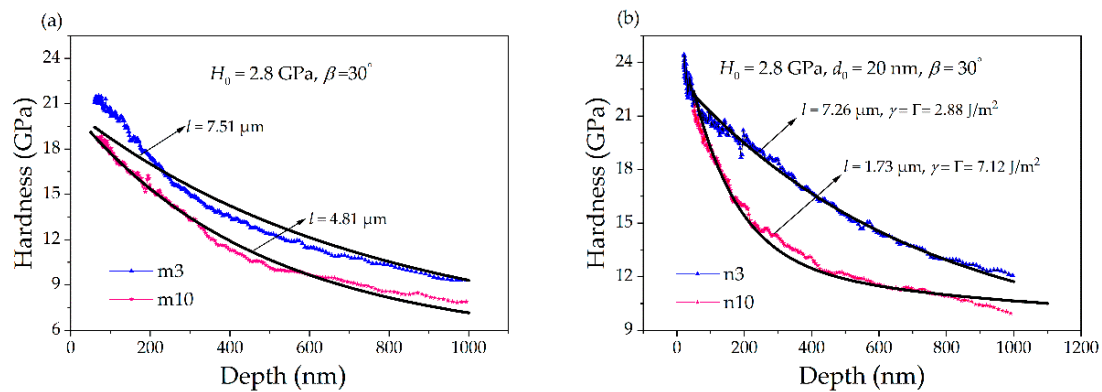 (a)
24
21
18
15
12
9
6
Hardness (GPa)
H₀ = 2.8 GPa, β =30°
l = 7.51 μm
l = 4.81 μm
m3
m10
0
200
400
600
800
1000
Depth (nm)
(b)
24
21
18
15
12
9
Hardness (GPa)
H₀ = 2.8 GPa, d₀ = 20 nm, β = 30°
l = 7.26 μm, γ = Γ= 2.88 J/m²
l = 1.73 μm, γ = Γ= 7.12 J/m²
n3
n10
0
200
400
600
800
1000
1200
Depth (nm)